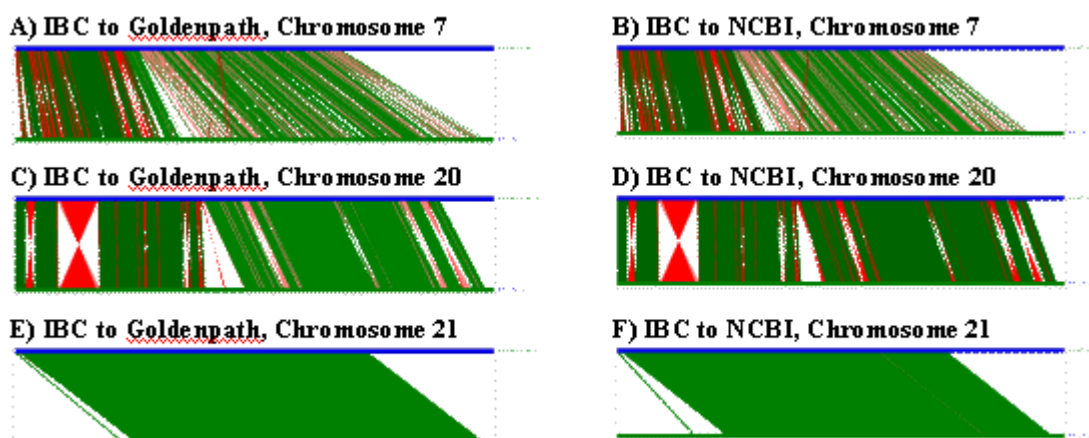 A) IBC to Goldenpath, Chromosome 7
B) IBC to NCBI, Chromosome 7
C) IBC to Goldenpath, Chromosome 20
D) IBC to NCBI, Chromosome 20
E) IBC to Goldenpath, Chromosome 21
F) IBC to NCBI, Chromosome 21